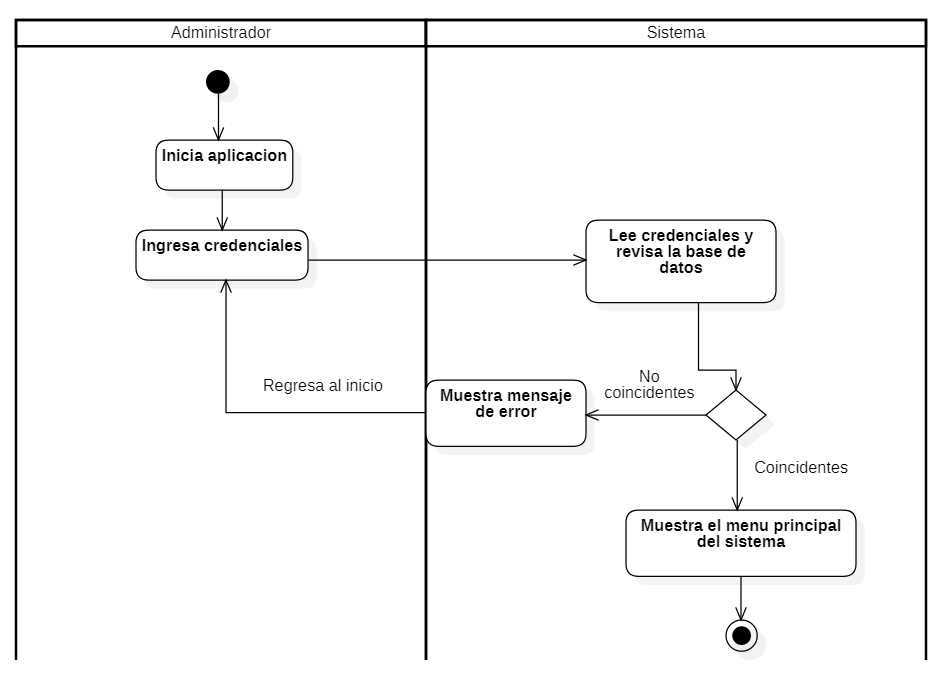 Administrador
Sistema
Inicia aplicacion
Ingresa credenciales
Lee credenciales y
revisa la base de
datos
Regresa al inicio
Muestra mensaje
de error
No
coincidentes
Coincidentes
Muestra el menu principal
del sistema